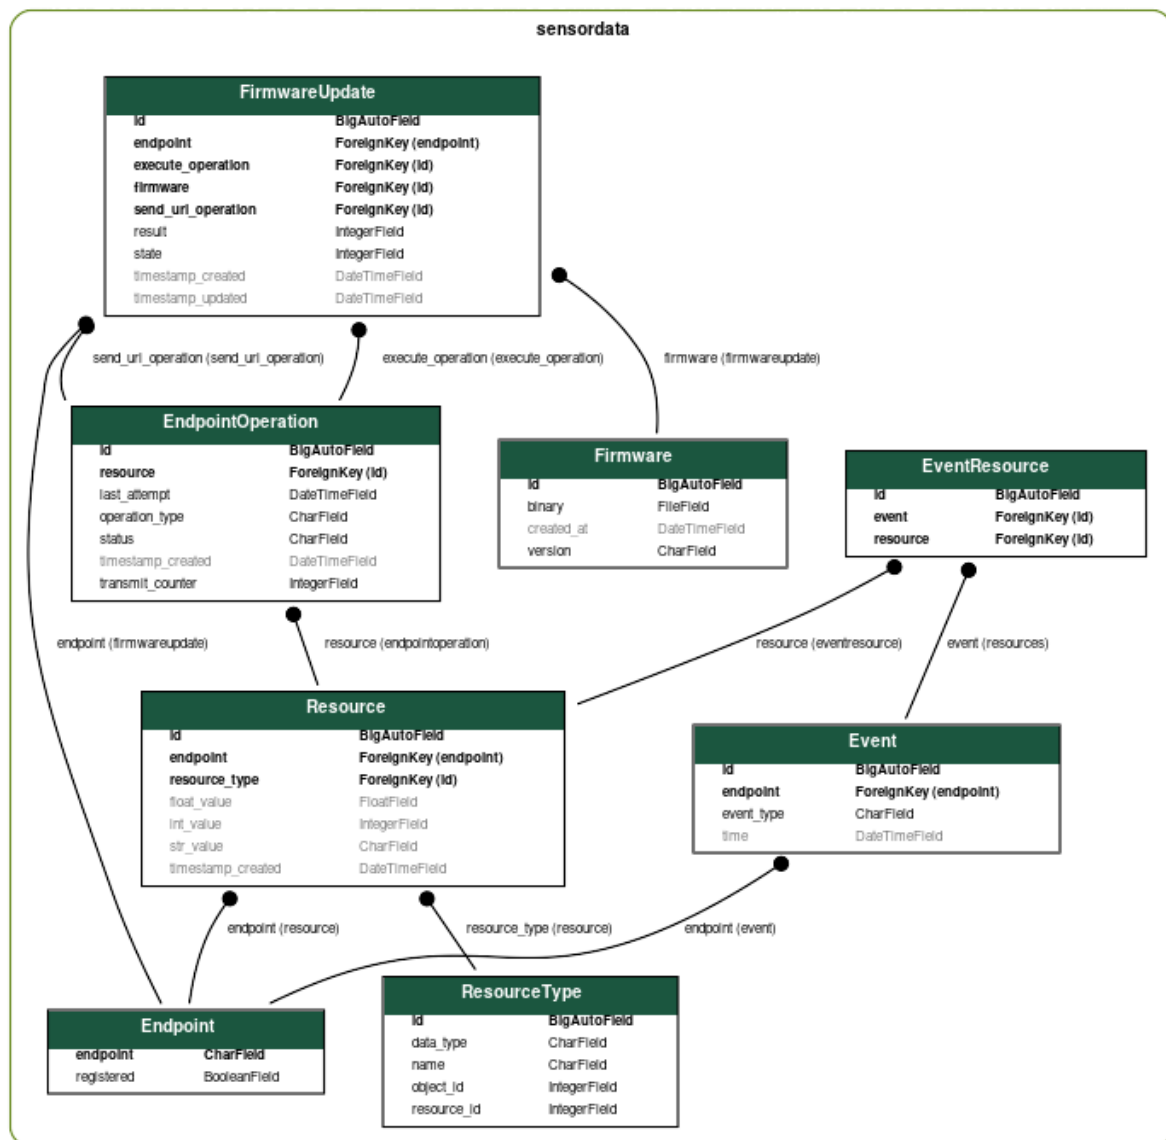 sensordata
FirmwareUpdate
id BigAutoField
endpoint ForeignKey (endpoint)
execute_operation ForeignKey (id)
firmware ForeignKey (id)
send_uri_operation ForeignKey (id)
result IntegerField
state IntegerField
timestamp_created DateTimeField
timestamp_updated DateTimeField
send_uri_operation (send_uri_operation)
execute_operation (execute_operation)
firmware (firmwareupdate)
EndpointOperation
id BigAutoField
resource ForeignKey (id)
last_attempt DateTimeField
operation_type CharField
status CharField
timestamp_created DateTimeField
transmit_counter IntegerField
Firmware
id BigAutoField
binary FileField
created_at DateTimeField
version CharField
EventResource
id BigAutoField
event ForeignKey (id)
resource ForeignKey (id)
endpoint (firmwareupdate)
resource (endpointoperation)
resource (eventresource)
event (resources)
Resource
id BigAutoField
endpoint ForeignKey (endpoint)
resource_type ForeignKey (id)
float_value FloatField
int_value IntegerField
str_value CharField
timestamp_created DateTimeField
Event
id BigAutoField
endpoint ForeignKey (endpoint)
event_type CharField
time DateTimeField
endpoint (resource)
resource_type (resource)
endpoint (event)
Endpoint
endpoint CharField
registered BooleanField
ResourceType
id BigAutoField
data_type CharField
name CharField
object_id IntegerField
resource_id IntegerField